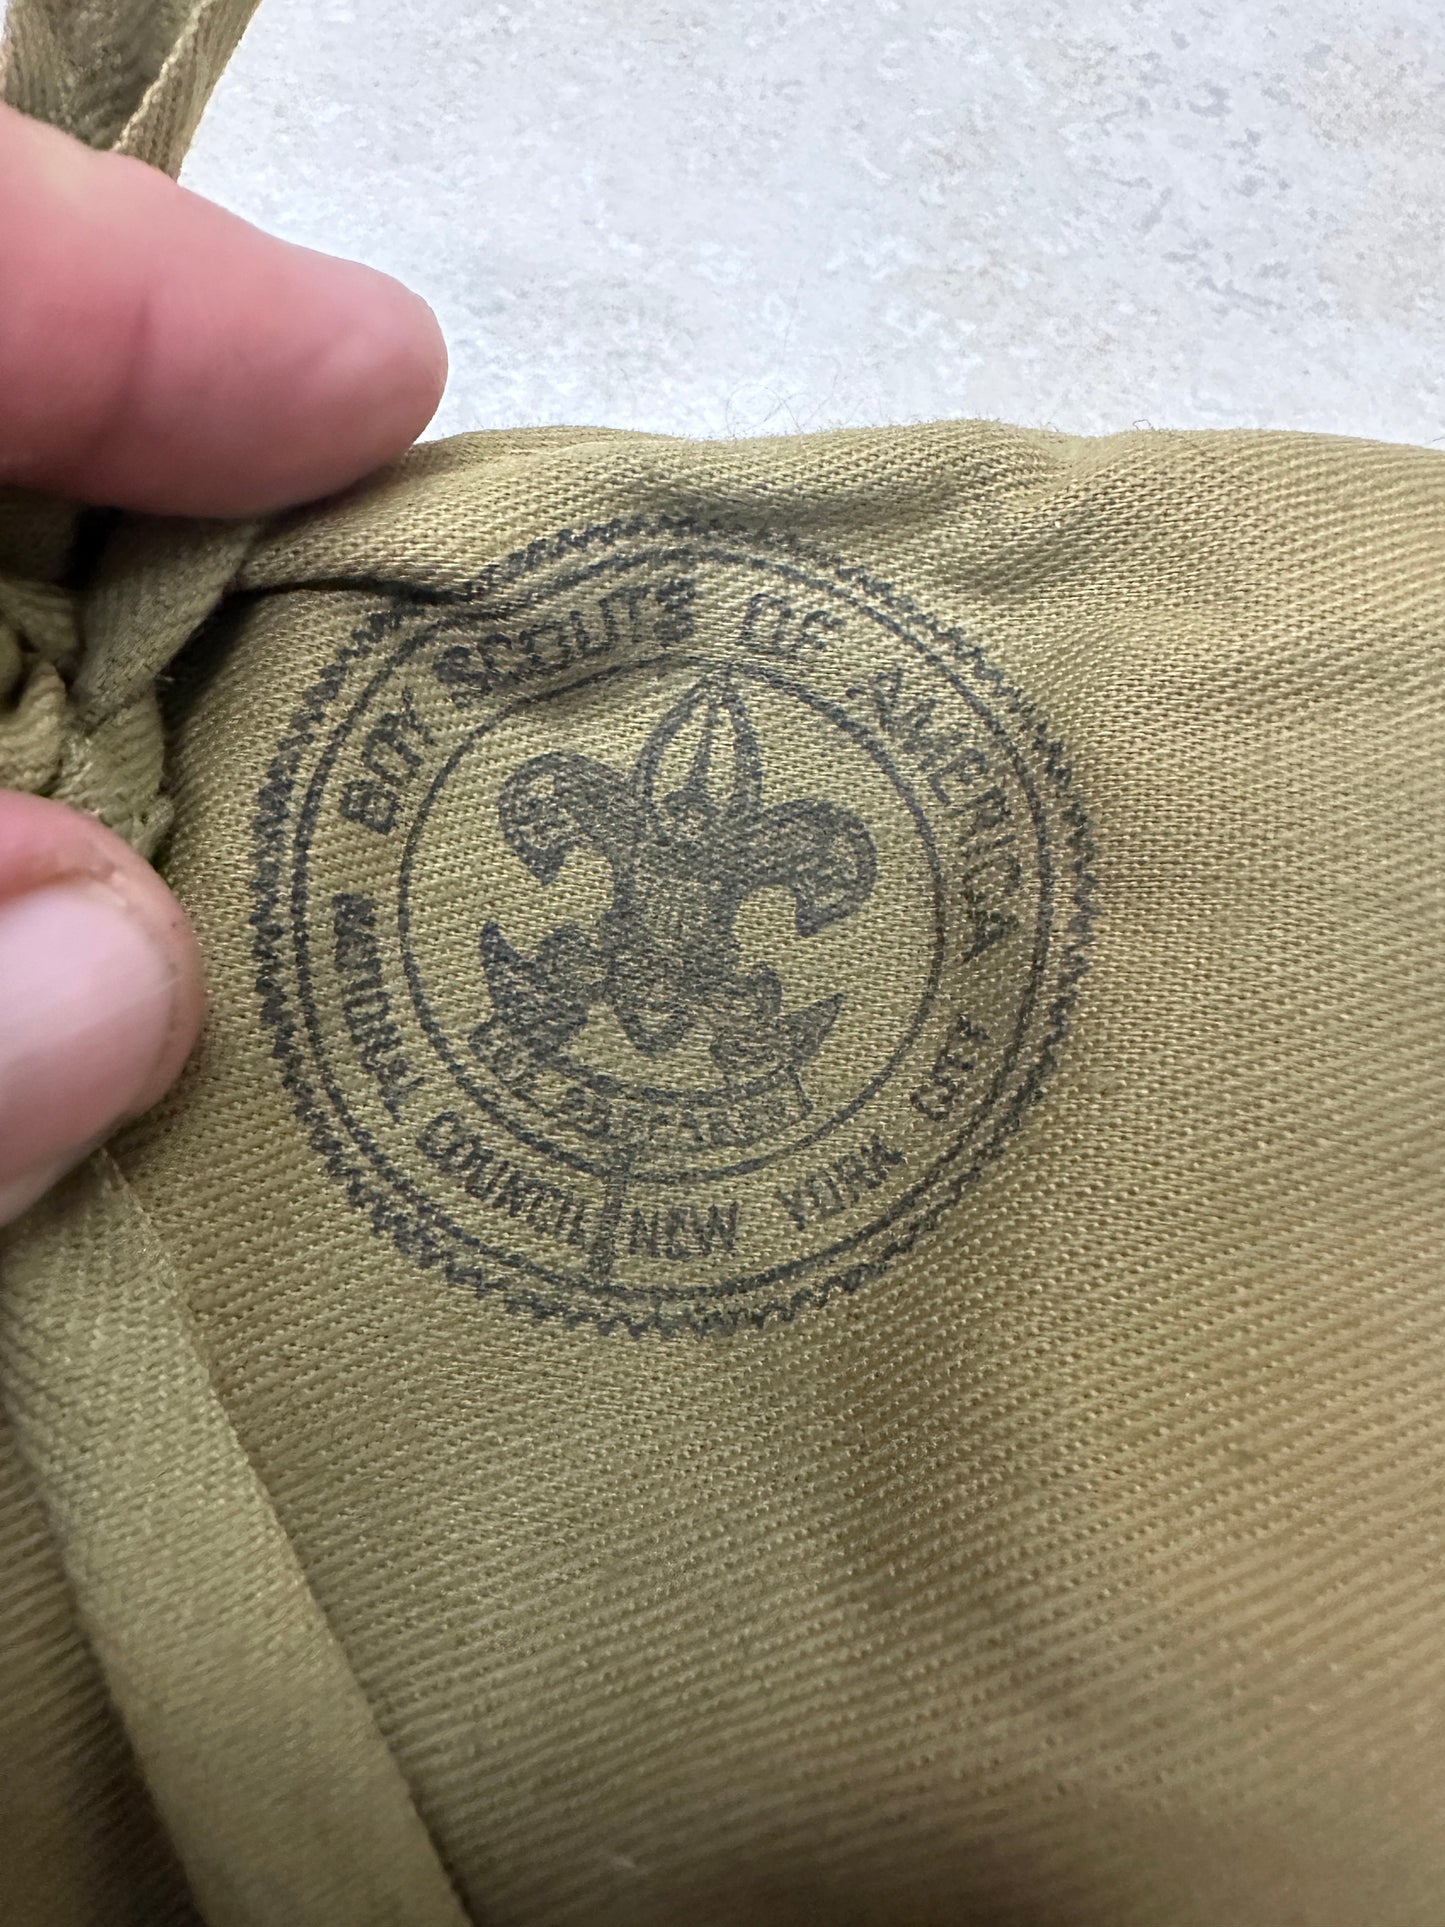 BOY SCOUTS OF AMERICA
NATIONAL COUNCIL NEW YORK CITY